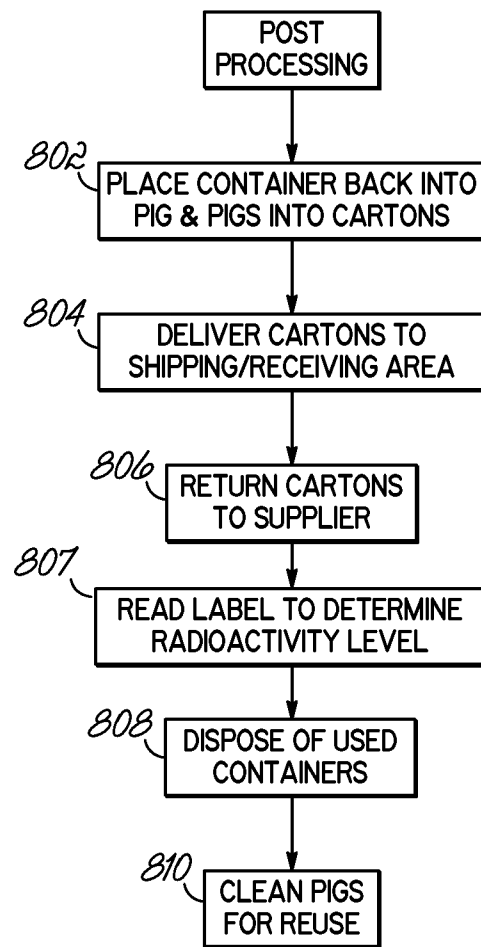 POST
PROCESSING
802
PLACE CONTAINER BACK INTO
PIG & PIGS INTO CARTONS
804
DELIVER CARTONS TO
SHIPPING/RECEIVING AREA
806
RETURN CARTONS
TO SUPPLIER
807
READ LABEL TO DETERMINE
RADIOACTIVITY LEVEL
808
DISPOSE OF USED
CONTAINERS
810
CLEAN PIGS
FOR REUSE